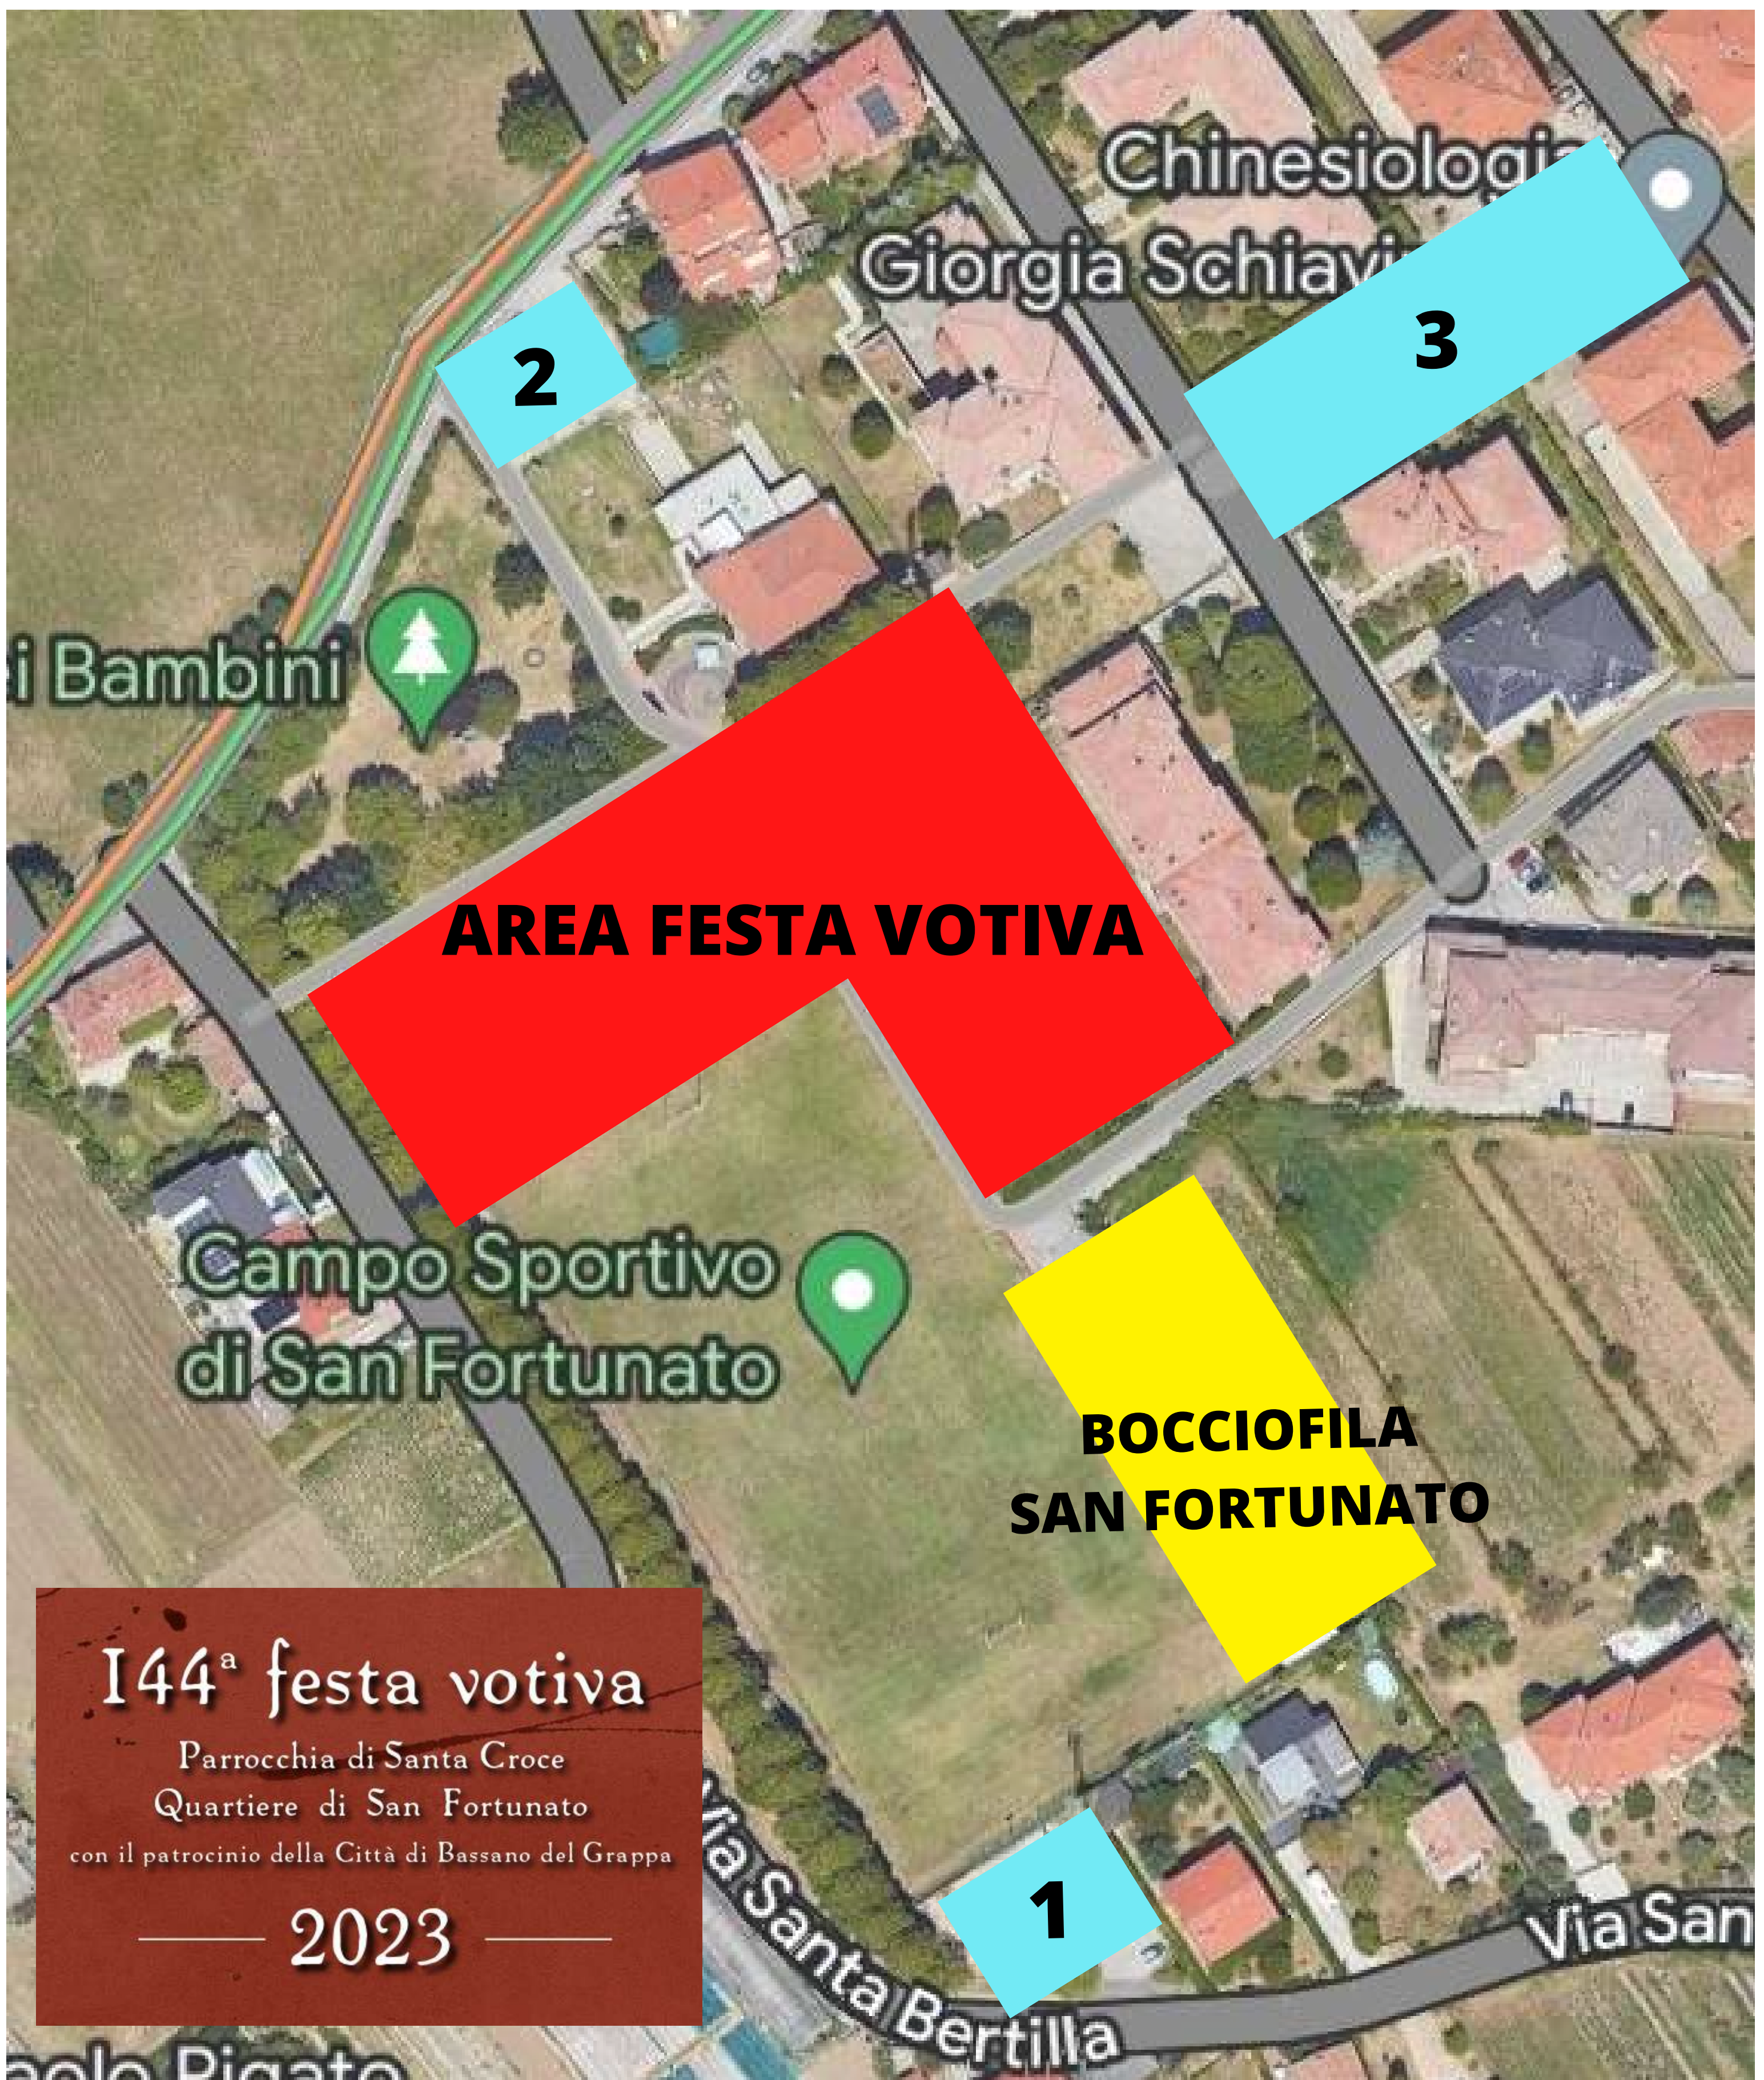 Chinesiologia
Giorgia Schiavi
2
3
i Bambini
AREA FESTA VOTIVA
Campo Sportivo
di San Fortunato
BOCCIOFILA
SAN FORTUNATO
144ª festa votiva
Parrocchia di Santa Croce
Quartiere di San Fortunato
con il patrocinio della Città di Bassano del Grappa
2023
1
Via Santa Bertilla
Via San